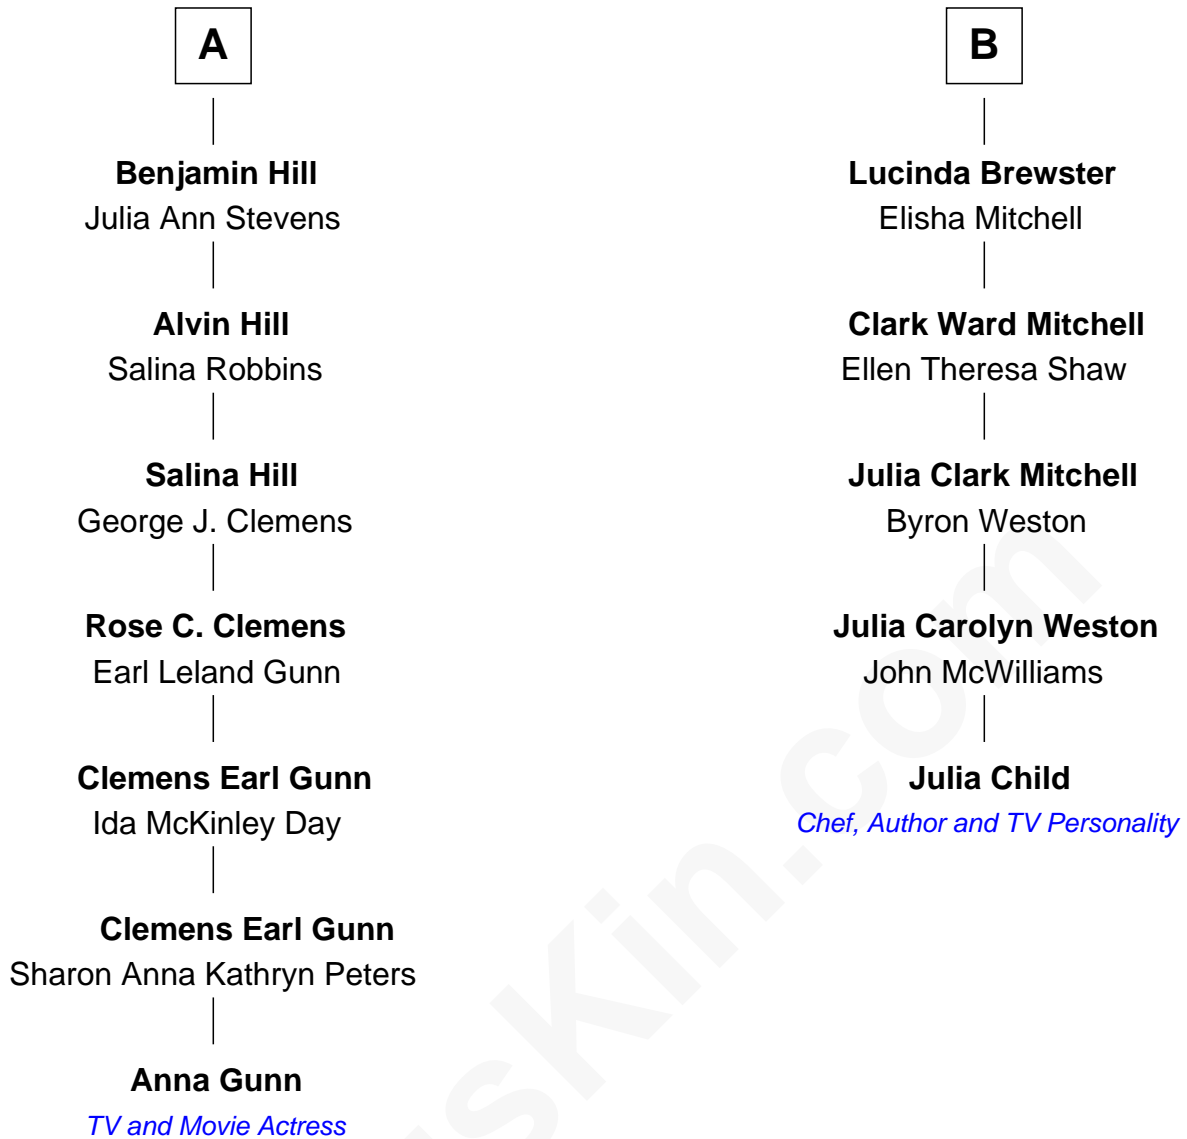 A
Benjamin Hill
Julia Ann Stevens
Alvin Hill
Salina Robbins
Salina Hill
George J. Clemens
Rose C. Clemens
Earl Leland Gunn
Clemens Earl Gunn
Ida McKinley Day
Clemens Earl Gunn
Sharon Anna Kathryn Peters
Anna Gunn
TV and Movie Actress
B
Lucinda Brewster
Elisha Mitchell
Clark Ward Mitchell
Ellen Theresa Shaw
Julia Clark Mitchell
Byron Weston
Julia Carolyn Weston
John McWilliams
Julia Child
Chef, Author and TV Personality
usKin.com